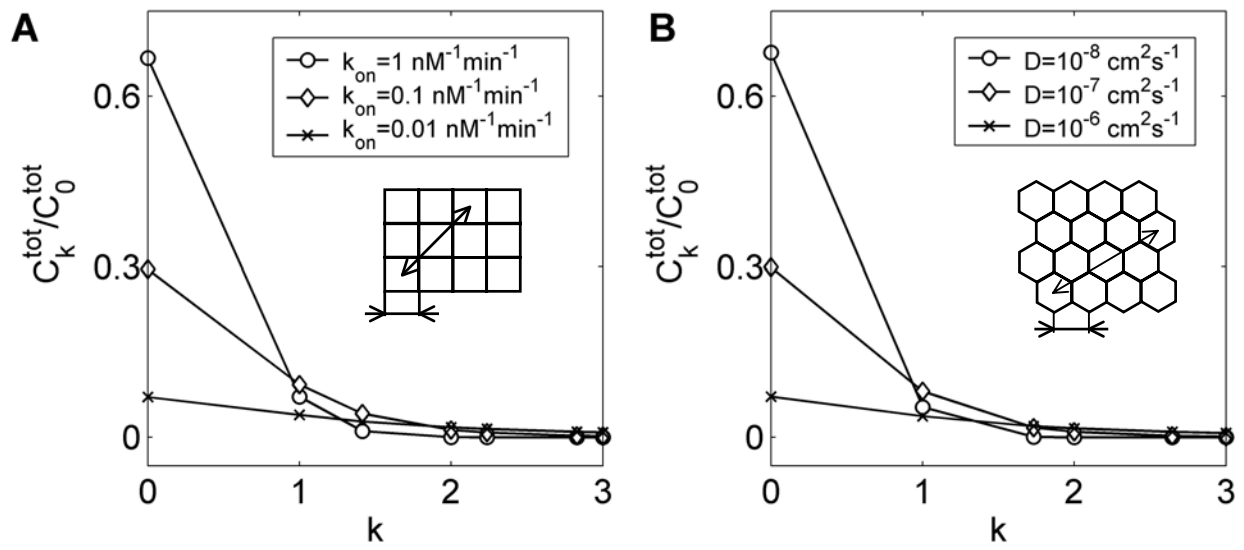 A
k_on=1 nM^-1min^-1
k_on=0.1 nM^-1min^-1
k_on=0.01 nM^-1min^-1
C_k^tot/C_0^tot
0.6
0.3
0
0 1 2 3
k
B
D=10^-8 cm^2s^-1
D=10^-7 cm^2s^-1
D=10^-6 cm^2s^-1
C_k^tot/C_0^tot
0.6
0.3
0
0 1 2 3
k